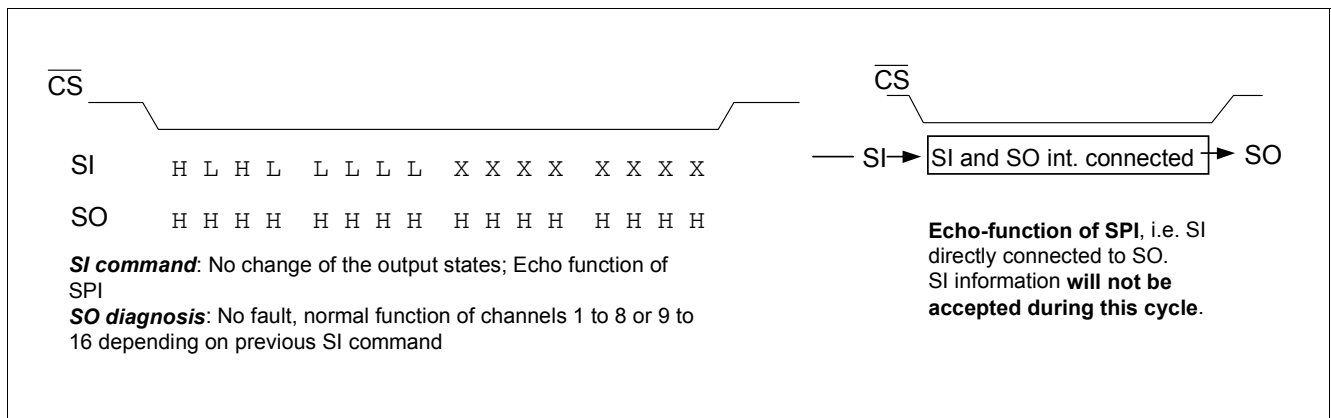 CS
SI H L H L L L L L X X X X X X X X
SO H H H H H H H H H H H H H H H H
SI command: No change of the output states; Echo function of
SPI
SO diagnosis: No fault, normal function of channels 1 to 8 or 9 to
16 depending on previous SI command
CS
SI SI and SO int. connected SO
Echo-function of SPI, i.e. SI
directly connected to SO.
SI information will not be
accepted during this cycle.